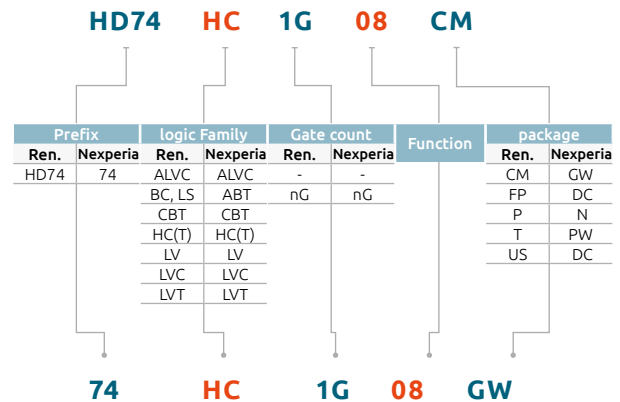 HD74 HC 1G 08 CM
Prefix logic Family Gate count Function package
Ren. Nexperia Ren. Nexperia Ren. Nexperia Ren. Nexperia
HD74 74 ALVC ALVC - - CM GW
BC, LS ABT nG nG FP DC
CBT CBT P N
HC(T) HC(T) T PW
LV LV US DC
LVC LVC
LVT LVT
74 HC 1G 08 GW